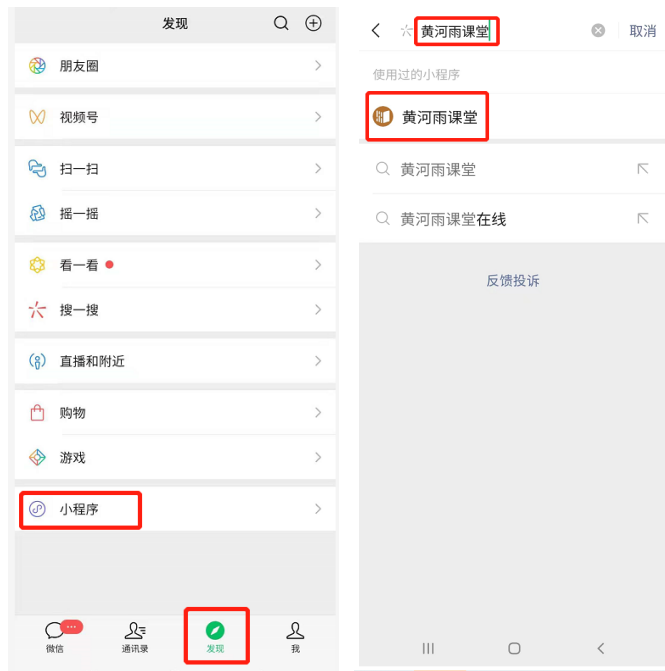 发现
朋友圈
视频号
扫一扫
摇一摇
看一看
搜一搜
直播和附近
购物
游戏
小程序
微信
通讯录
发现
我
黄河雨课堂
取消
使用过的小程序
黄河雨课堂
黄河雨课堂
黄河雨课堂在线
反馈投诉